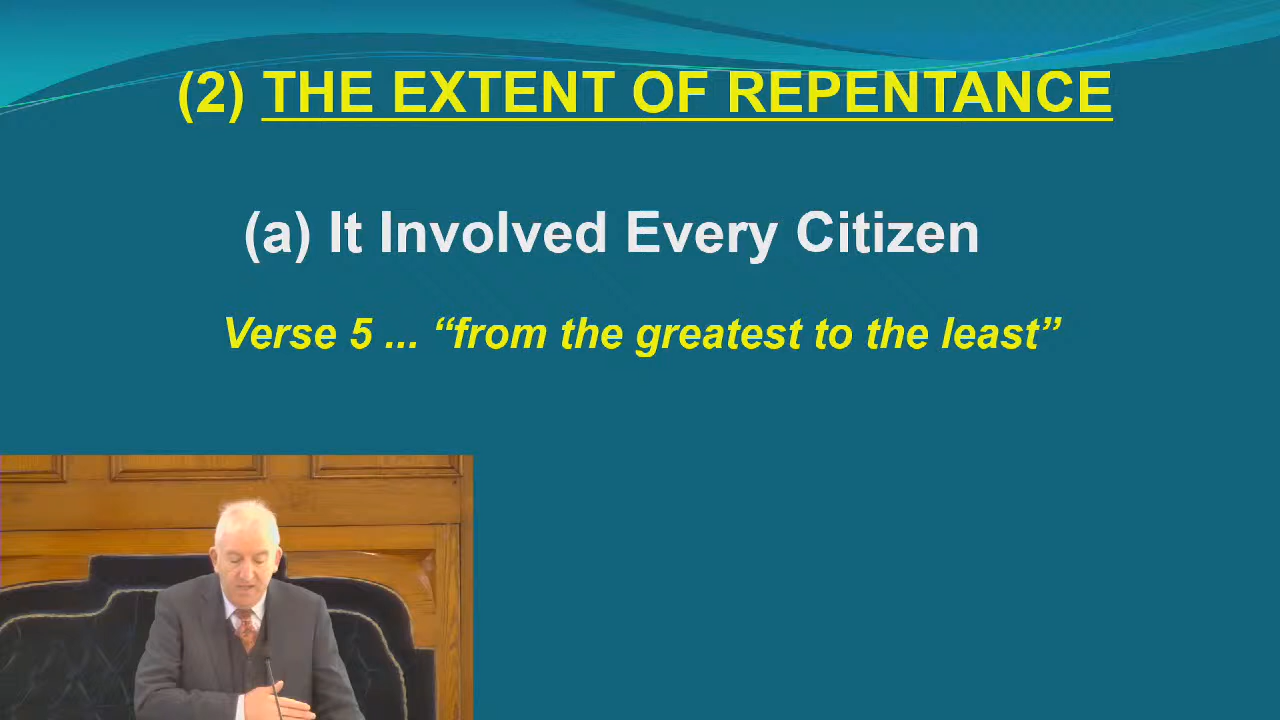 (2) THE EXTENT OF REPENTANCE
(a) It Involved Every Citizen
Verse 5 ... “from the greatest to the least”